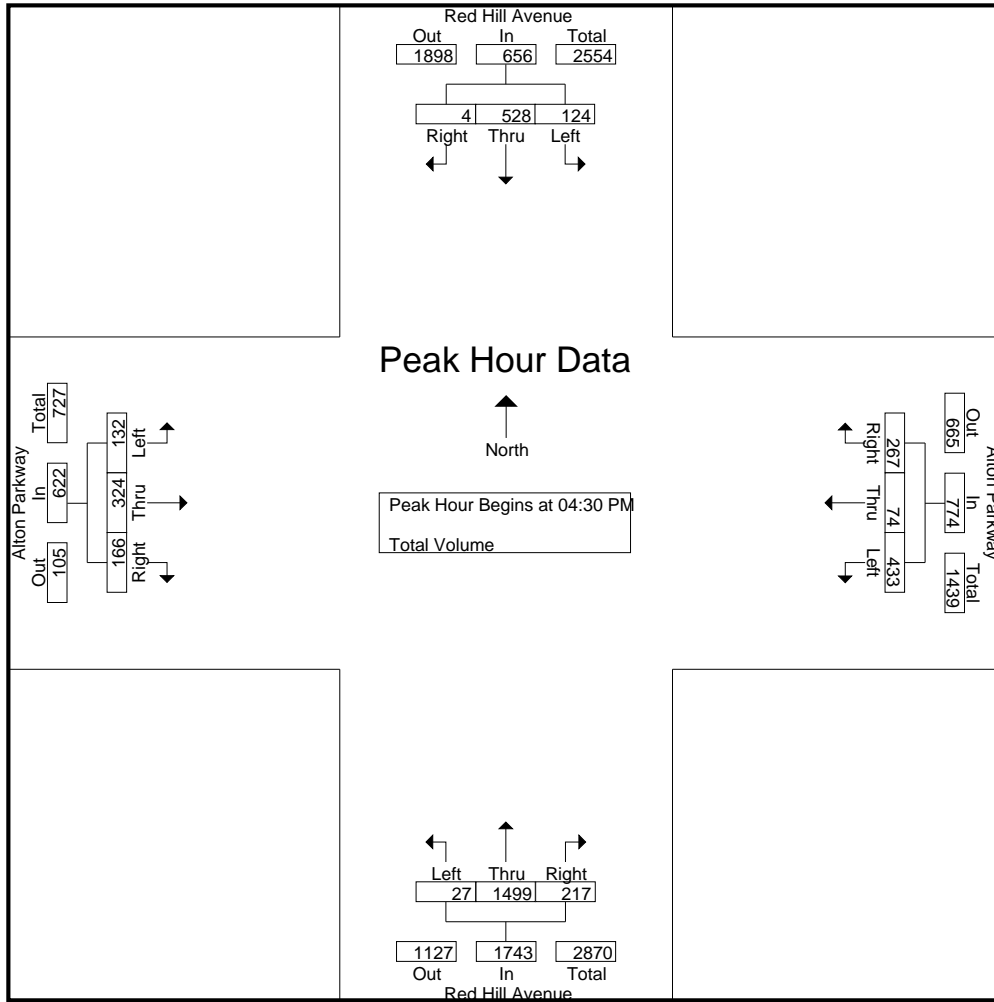 Red Hill Avenue
Out In Total
1898 656 2554
4 528 124
Right Thru Left
Peak Hour Data
North
Peak Hour Begins at 04:30 PM
Total Volume
Alton Parkway
Out In Total
105 622 727
Right Thru Left
166 324 132
Alton Parkway
Out In Total
665 774 1439
Right Thru Left
267 74 433
Left Thru Right
27 1499 217
1127 1743 2870
Out In Total
Red Hill Avenue